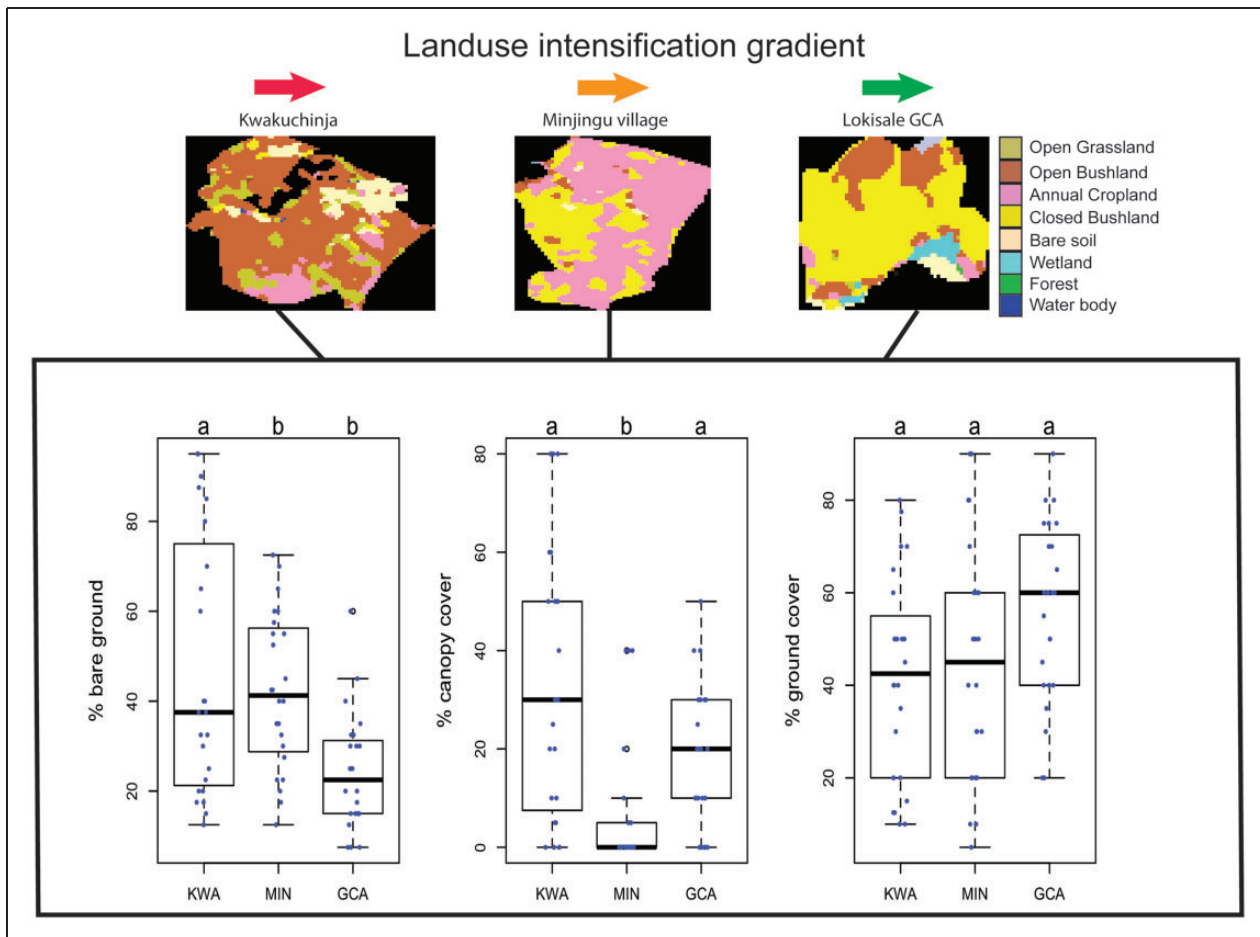 Landuse intensification gradient
Kwakuchinja
Minjingu village
Lokisale GCA
Open Grassland
Open Bushland
Annual Cropland
Closed Bushland
Bare soil
Wetland
Forest
Water body
a b b
% bare ground
80
60
40
20
KWA MIN GCA
a b a
% canopy cover
80
60
40
20
0
KWA MIN GCA
a a a
% ground cover
80
60
40
20
KWA MIN GCA